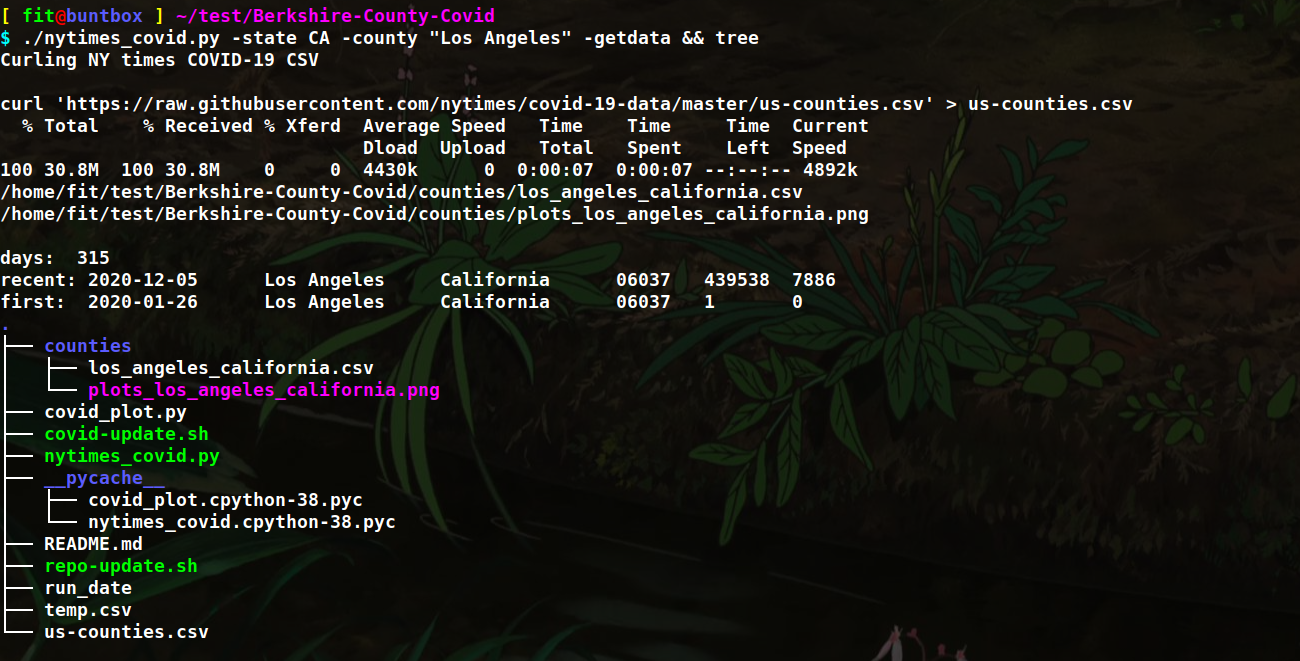 [ fit@buntbox ] ~/test/Berkshire-County-Covid
$ ./nytimes_covid.py -state CA -county "Los Angeles" -getdata && tree
Curling NY times COVID-19 CSV

curl 'https://raw.githubusercontent.com/nytimes/covid-19-data/master/us-counties.csv' > us-counties.csv
  % Total    % Received % Xferd  Average Speed   Time    Time     Time  Current
                                 Dload  Upload   Total   Spent    Left  Speed
100 30.8M  100 30.8M    0     0  4430k      0  0:00:07  0:00:07 --:--:-- 4892k
/home/fit/test/Berkshire-County-Covid/counties/los_angeles_california.csv
/home/fit/test/Berkshire-County-Covid/counties/plots_los_angeles_california.png

days:  315
recent: 2020-12-05      Los Angeles     California      06037   439538  7886
first:  2020-01-26      Los Angeles     California      06037   1       0
.
├── counties
│   ├── los_angeles_california.csv
│   └── plots_los_angeles_california.png
├── covid_plot.py
├── covid-update.sh
├── nytimes_covid.py
├── __pycache__
│   ├── covid_plot.cpython-38.pyc
│   └── nytimes_covid.cpython-38.pyc
├── README.md
├── repo-update.sh
├── run_date
├── temp.csv
└── us-counties.csv